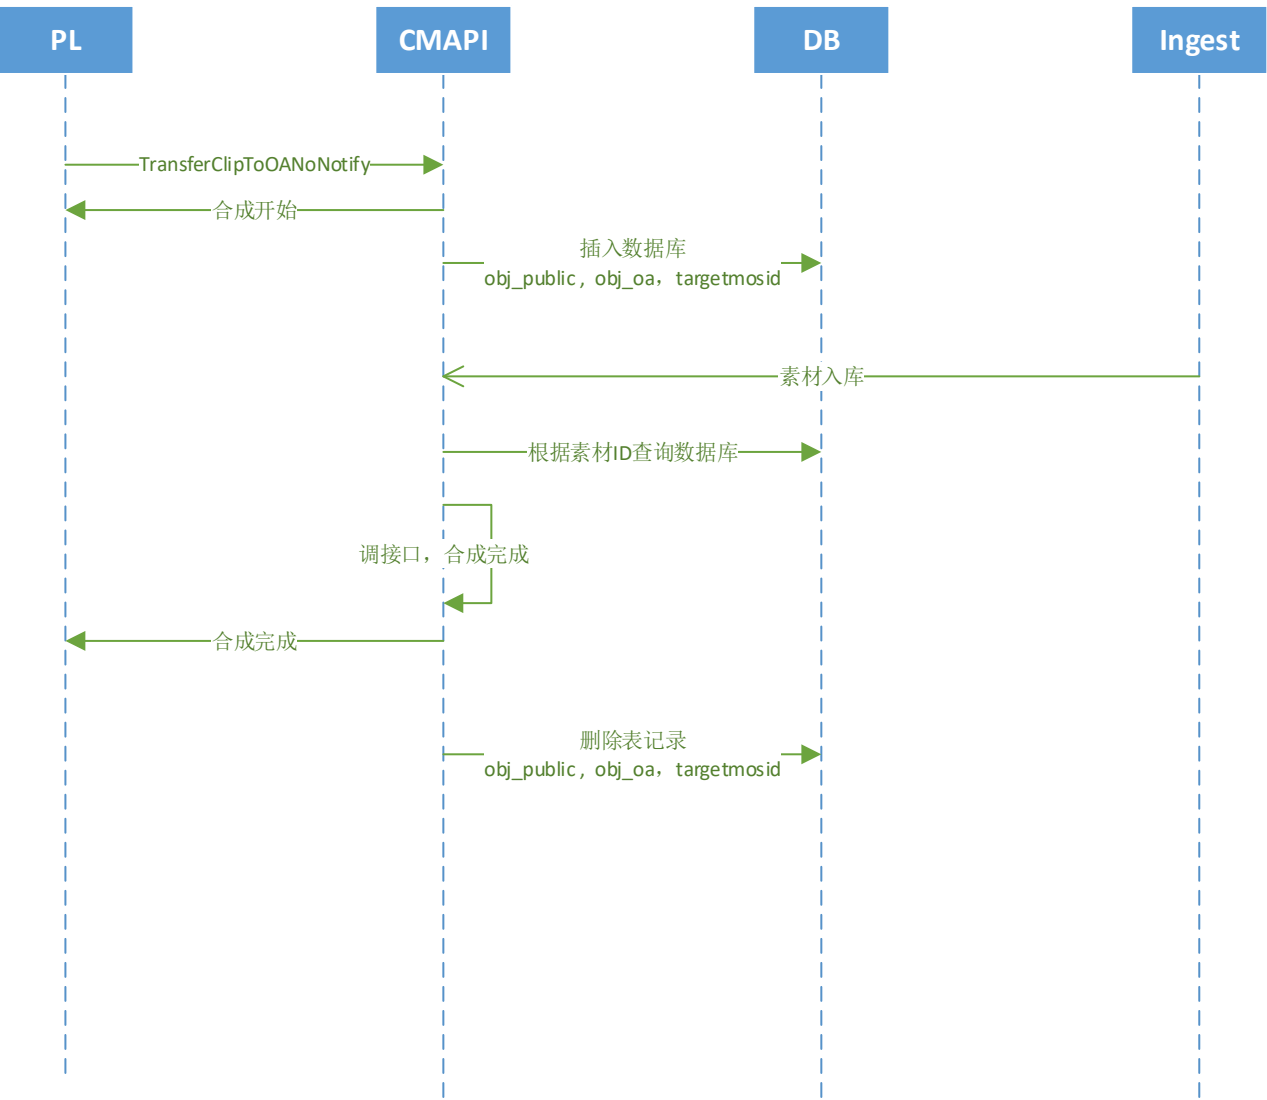 PL
CMAPI
DB
Ingest
TransferClipToOANoNotify
合成开始
插入数据库
obj_public , obj_oa，targetmosid
素材入库
根据素材ID查询数据库
调接口，合成完成
合成完成
删除表记录
obj_public , obj_oa，targetmosid